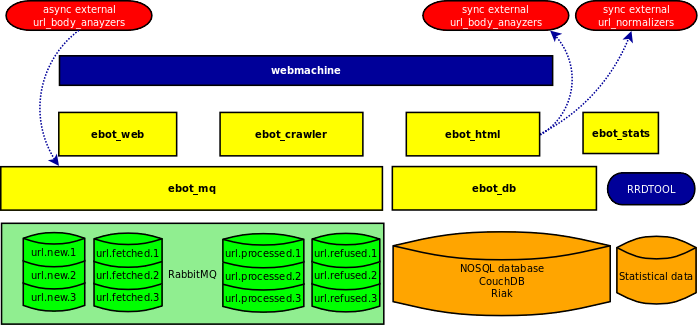 async external
url_body_anayzers
sync external
url_body_anayzers
sync external
url_normalizers
webmachine
ebot_web
ebot_crawler
ebot_html
ebot_stats
ebot_mq
ebot_db
RRDTOOL
url.new.1
url.new.2
url.new.3
url.fetched.1
url.fetched.2
url.fetched.3
RabbitMQ
url.processed.1
url.processed.2
url.processed.3
url.refused.1
url.refused.2
url.refused.3
NOSQL database
CouchDB
Riak
Statistical data